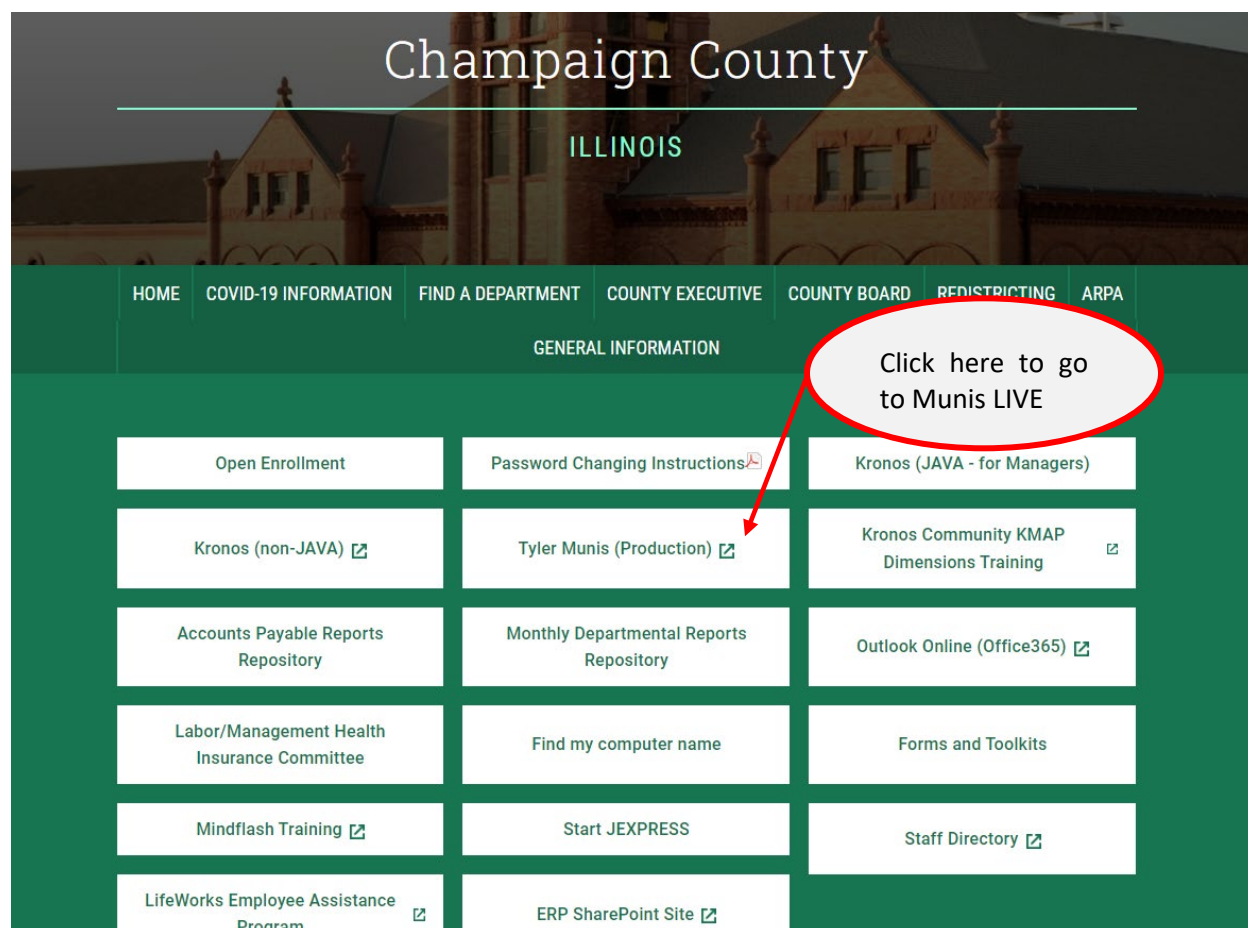 Champaign County
ILLINOIS
HOME COVID-19 INFORMATION FIND A DEPARTMENT COUNTY EXECUTIVE COUNTY BOARD REDISTRICTING ARPA
GENERAL INFORMATION
Click here to go
to Munis LIVE
Open Enrollment
Password Changing Instructions
Kronos (JAVA - for Managers)
Kronos (non-JAVA)
Tyler Munis (Production)
Kronos Community KMAP
Dimensions Training
Accounts Payable Reports
Repository
Monthly Departmental Reports
Repository
Outlook Online (Office365)
Labor/Management Health
Insurance Committee
Find my computer name
Forms and Toolkits
Mindflash Training
Start JEXPRESS
Staff Directory
LifeWorks Employee Assistance
Program
ERP SharePoint Site